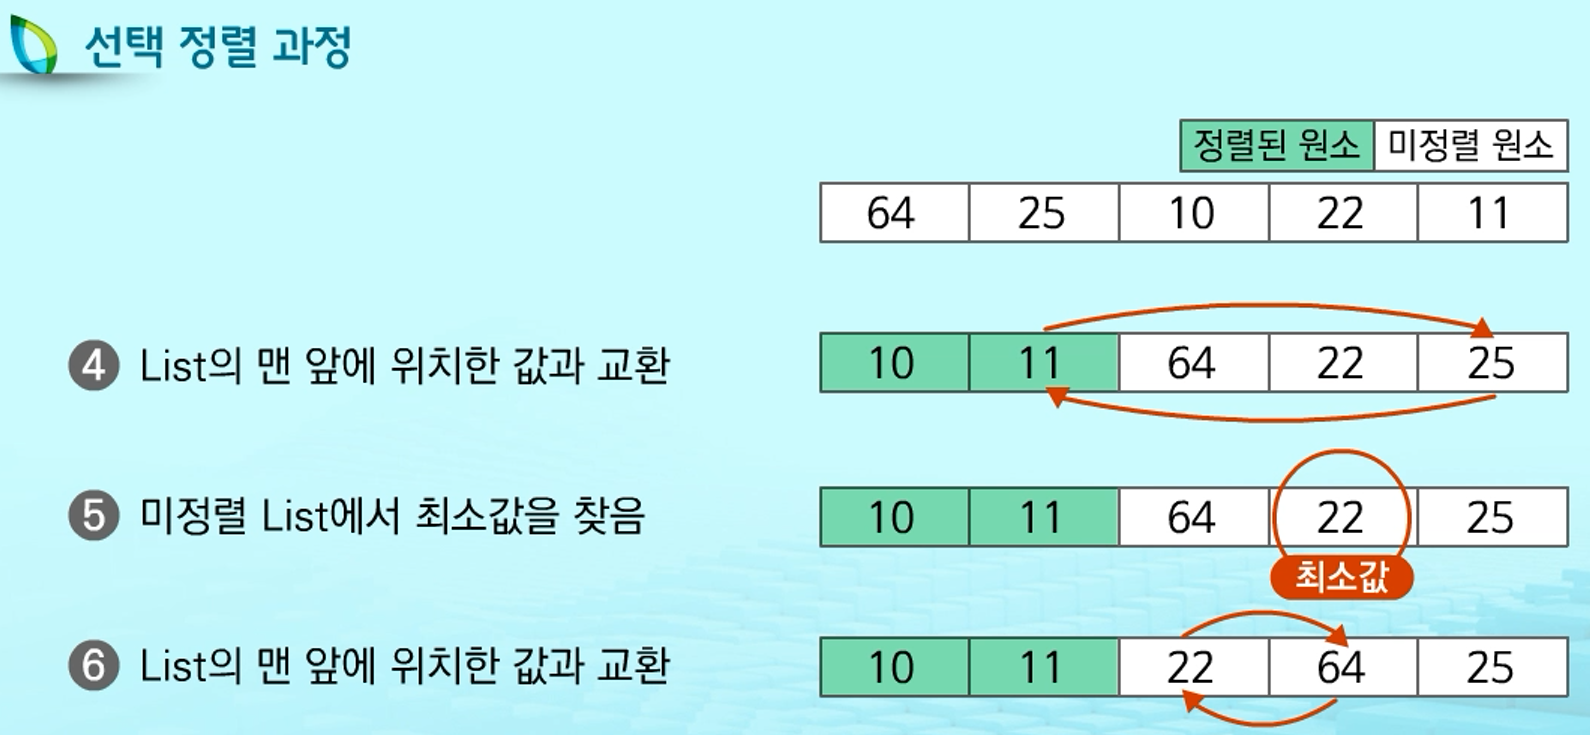 선택 정렬 과정
정렬된 원소 미정렬 원소
64 25 10 22 11
4 List의 맨 앞에 위치한 값과 교환 10 11 64 22 25
5 미정렬 List에서 최소값을 찾음 10 11 64 22 25
최소값
6 List의 맨 앞에 위치한 값과 교환 10 11 22 64 25